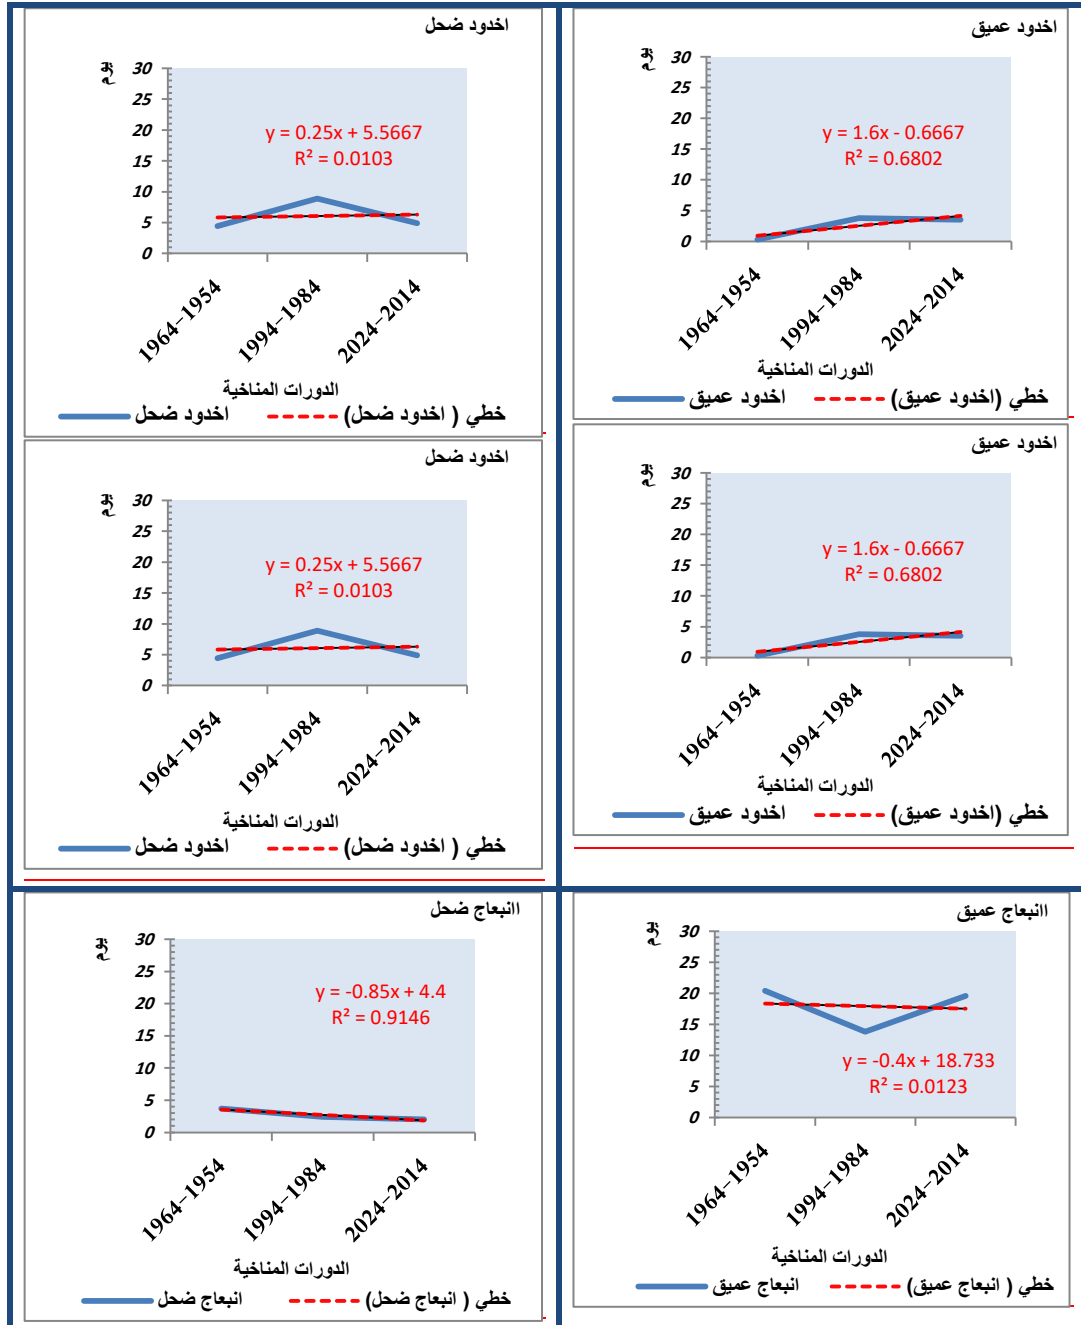 اخدود عميق
يوم
30
25
20
15
10
5
0
y = 1.6x - 0.6667
R² = 0.6802
1964-1954
1994-1984
2024-2014
الدورات المناخية
اخدود عميق
خطي (اخدود عميق)
اخدود ضحل
يوم
30
25
20
15
10
5
0
y = 0.25x + 5.5667
R² = 0.0103
1964-1954
1994-1984
2024-2014
الدورات المناخية
اخدود ضحل
خطي ( اخدود ضحل)
اخدود عميق
يوم
30
25
20
15
10
5
0
y = 1.6x - 0.6667
R² = 0.6802
1964-1954
1994-1984
2024-2014
الدورات المناخية
اخدود عميق
خطي (اخدود عميق)
اخدود ضحل
يوم
30
25
20
15
10
5
0
y = 0.25x + 5.5667
R² = 0.0103
1964-1954
1994-1984
2024-2014
الدورات المناخية
اخدود ضحل
خطي ( اخدود ضحل)
اانبعاج عميق
يوم
30
25
20
15
10
5
0
y = -0.4x + 18.733
R² = 0.0123
1964-1954
1994-1984
2024-2014
الدورات المناخية
انبعاج عميق
خطي ( انبعاج عميق)
اانبعاج ضحل
يوم
30
25
20
15
10
5
0
y = -0.85x + 4.4
R² = 0.9146
1964-1954
1994-1984
2024-2014
الدورات المناخية
انبعاج ضحل
خطي ( انبعاج ضحل)